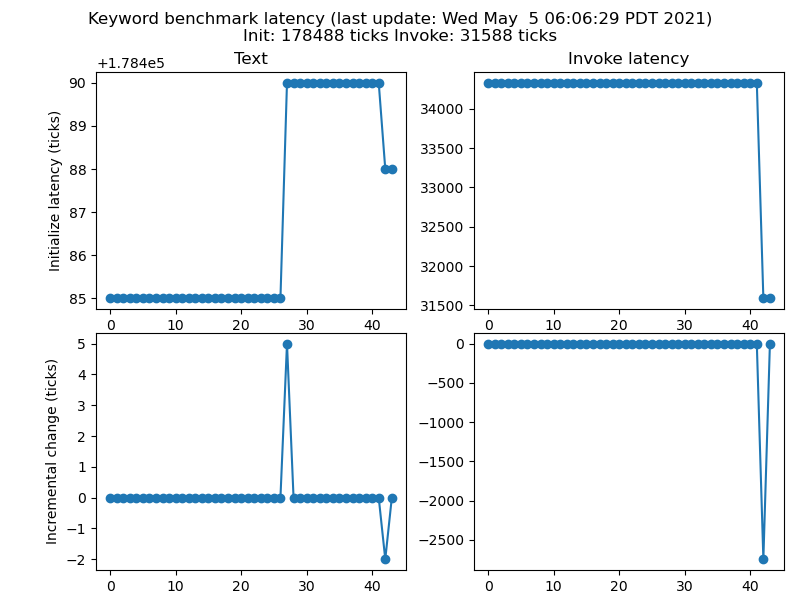 Keyword benchmark latency (last update: Wed May  5 06:06:29 PDT 2021)
Init: 178488 ticks Invoke: 31588 ticks
Text
Invoke latency
+1.784e5
Initialize latency (ticks)
90
89
88
87
86
85
0 10 20 30 40
34000
33500
33000
32500
32000
31500
0 10 20 30 40
Incremental change (ticks)
5
4
3
2
1
0
−1
−2
0 10 20 30 40
0
−500
−1000
−1500
−2000
−2500
0 10 20 30 40